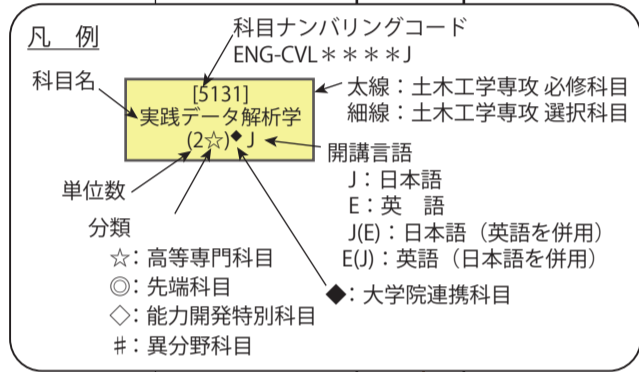 凡　例
科目ナンバリングコード
ENG-CVL＊＊＊＊J
科目名
[5131]
実践データ解析学
(2☆)◆J
太線：土木工学専攻 必修科目
細線：土木工学専攻 選択科目
単位数
開講言語
J：日本語
E：英　語
J(E)：日本語（英語を併用）
E(J)：英語（日本語を併用）
分類
☆：高等専門科目
◎：先端科目
◇：能力開発特別科目
♯：異分野科目
◆：大学院連携科目